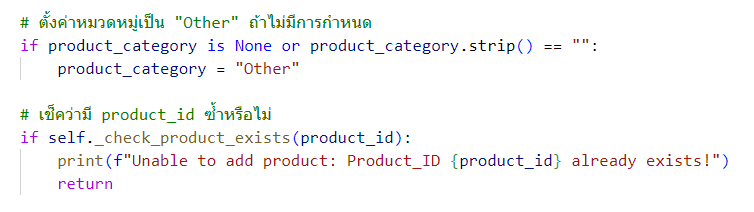 # ตั้งค่าหมวดหมู่เป็น "Other" ถ้าไม่มีการกำหนด
if product_category is None or product_category.strip() == "":
    product_category = "Other"

# เช็คว่ามี product_id ซ้ำหรือไม่
if self._check_product_exists(product_id):
    print(f"Unable to add product: Product_ID {product_id} already exists!")
    return